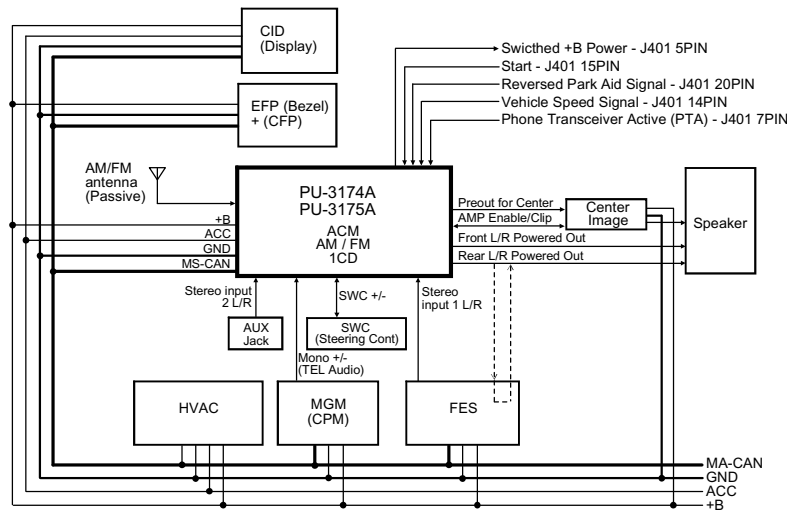 CID
(Display)
Swicthed +B Power - J401 5PIN
Start - J401 15PIN
Reversed Park Aid Signal - J401 20PIN
Vehicle Speed Signal - J401 14PIN
Phone Transceiver Active (PTA) - J401 7PIN
EFP (Bezel)
+ (CFP)
AM/FM
antenna
(Passive)
PU-3174A
PU-3175A
ACM
AM / FM
1CD
+B
ACC
GND
MS-CAN
Preout for Center
AMP Enable/Clip
Front L/R Powered Out
Rear L/R Powered Out
Center
Image
Speaker
Stereo input
2 L/R
SWC +/-
Stereo
input 1 L/R
AUX
Jack
SWC
(Steering Cont)
Mono +/-
(TEL Audio)
HVAC
MGM
(CPM)
FES
MA-CAN
GND
ACC
+B